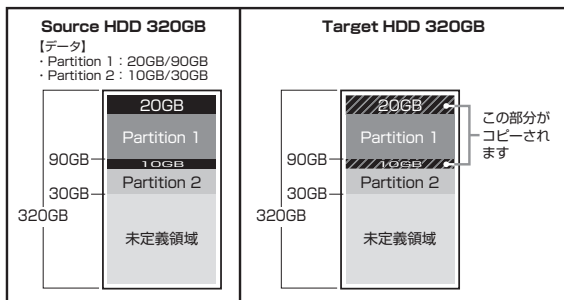 Source HDD 320GB
【データ】
・Partition 1：20GB/90GB
・Partition 2：10GB/30GB
20GB
Partition 1
90GB
10GB
Partition 2
30GB
320GB
未定義領域
Target HDD 320GB
20GB
Partition 1
90GB
10GB
Partition 2
30GB
320GB
未定義領域
この部分が
コピーされ
ます